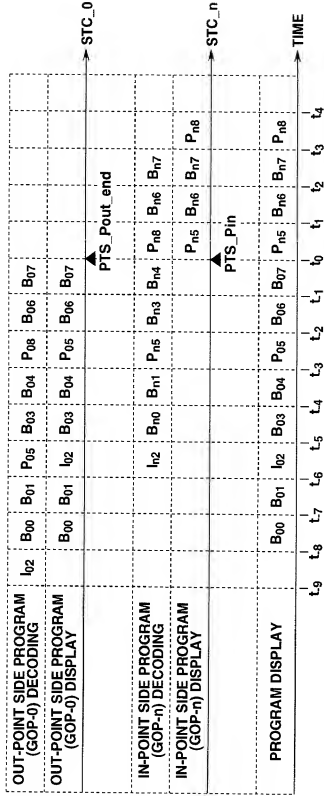 OUT-POINT SIDE PROGRAM
(GOP-0) DECODING
I02 B00 B01 P05 B03 B04 P08 B06 B07
OUT-POINT SIDE PROGRAM
(GOP-0) DISPLAY
B00 B01 I02 B03 B04 P05 B06 B07
STC_0
PTS_Pout_end
IN-POINT SIDE PROGRAM
(GOP-n) DECODING
In2 Bn0 Bn1 Pn5 Bn3 Bn4 Pn8 Bn6 Bn7
IN-POINT SIDE PROGRAM
(GOP-n) DISPLAY
Pn5 Bn6 Bn7 Pn8
STC_n
PTS_Pin
PROGRAM DISPLAY
B00 B01 I02 B03 B04 P05 B06 B07 Pn5 Bn6 Bn7 Pn8
TIME
t-9 t-8 t-7 t-6 t-5 t-4 t-3 t-2 t-1 t0 t1 t2 t3 t4